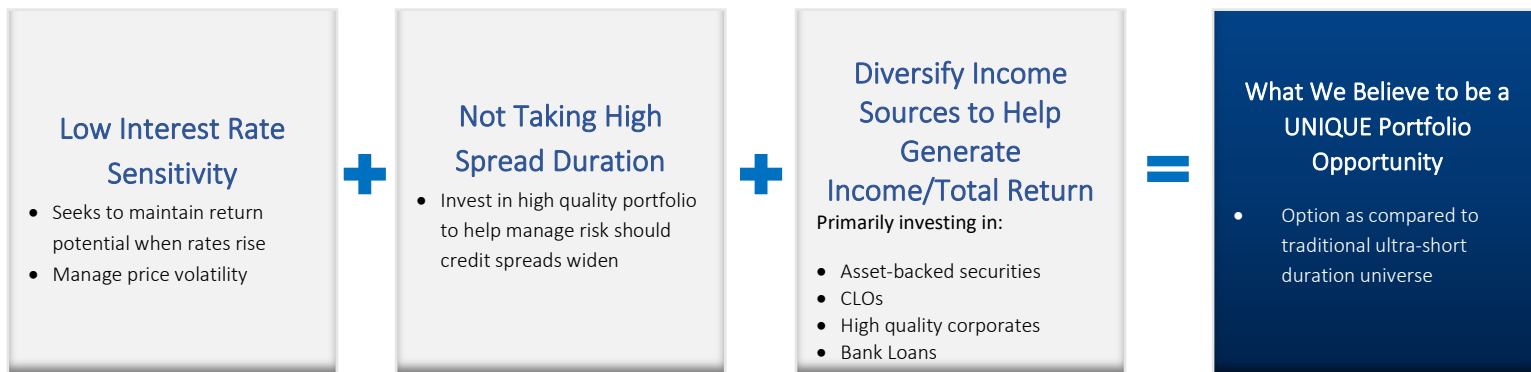 Low Interest Rate
Sensitivity
• Seeks to maintain return
potential when rates rise
• Manage price volatility
Not Taking High
Spread Duration
• Invest in high quality portfolio
to help manage risk should
credit spreads widen
Diversify Income
Sources to Help
Generate
Income/Total Return
Primarily investing in:
• Asset-backed securities
• CLOs
• High quality corporates
• Bank Loans
What We Believe to be a
UNIQUE Portfolio
Opportunity
• Option as compared to
traditional ultra-short
duration universe